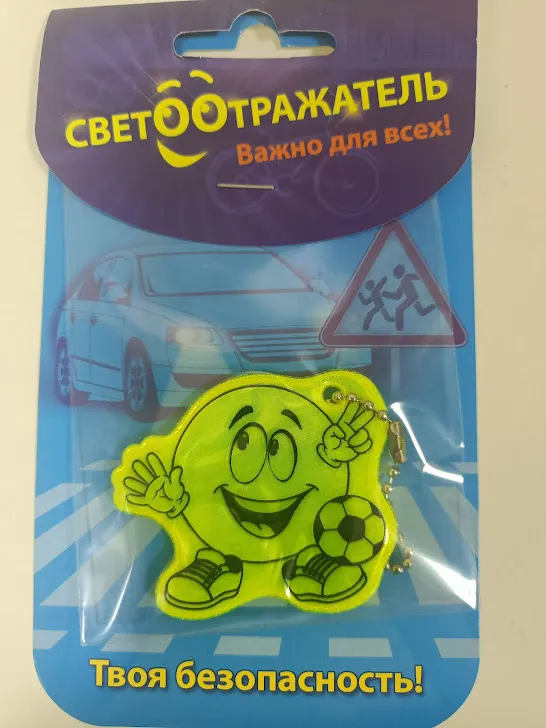 СВЕТООТРАЖАТЕЛЬ
Важно для всех!
Твоя безопасность!